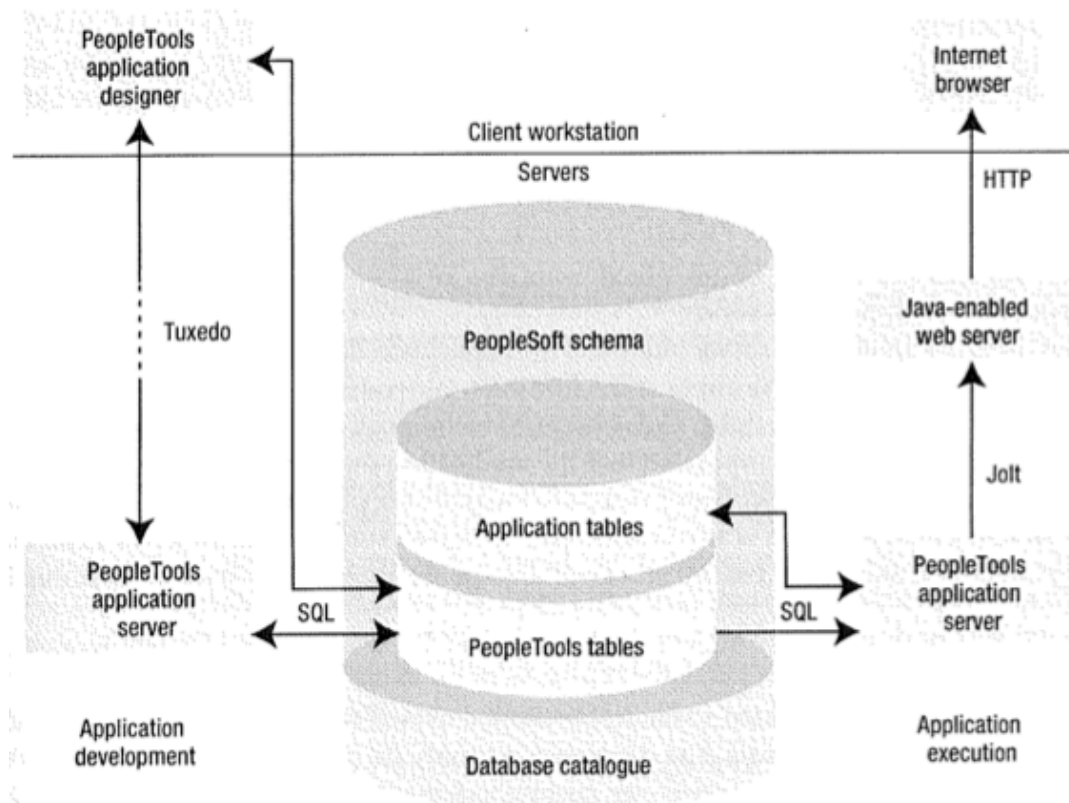 PeopleTools
application
designer
Internet
browser
Client workstation
Servers
HTTP
Tuxedo
PeopleSoft schema
Java-enabled
web server
Jolt
Application tables
PeopleTools
application
server
SQL
PeopleTools tables
SQL
PeopleTools
application
server
Application
development
Database catalogue
Application
execution